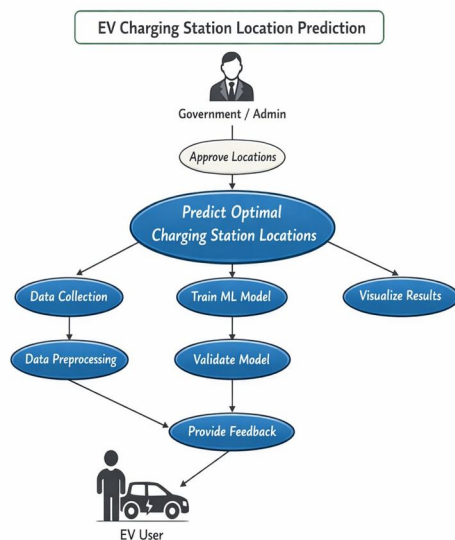 EV Charging Station Location Prediction
Government / Admin
Approve Locations
Predict Optimal
Charging Station Locations
Data Collection
Train ML Model
Visualize Results
Data Preprocessing
Validate Model
Provide Feedback
EV User